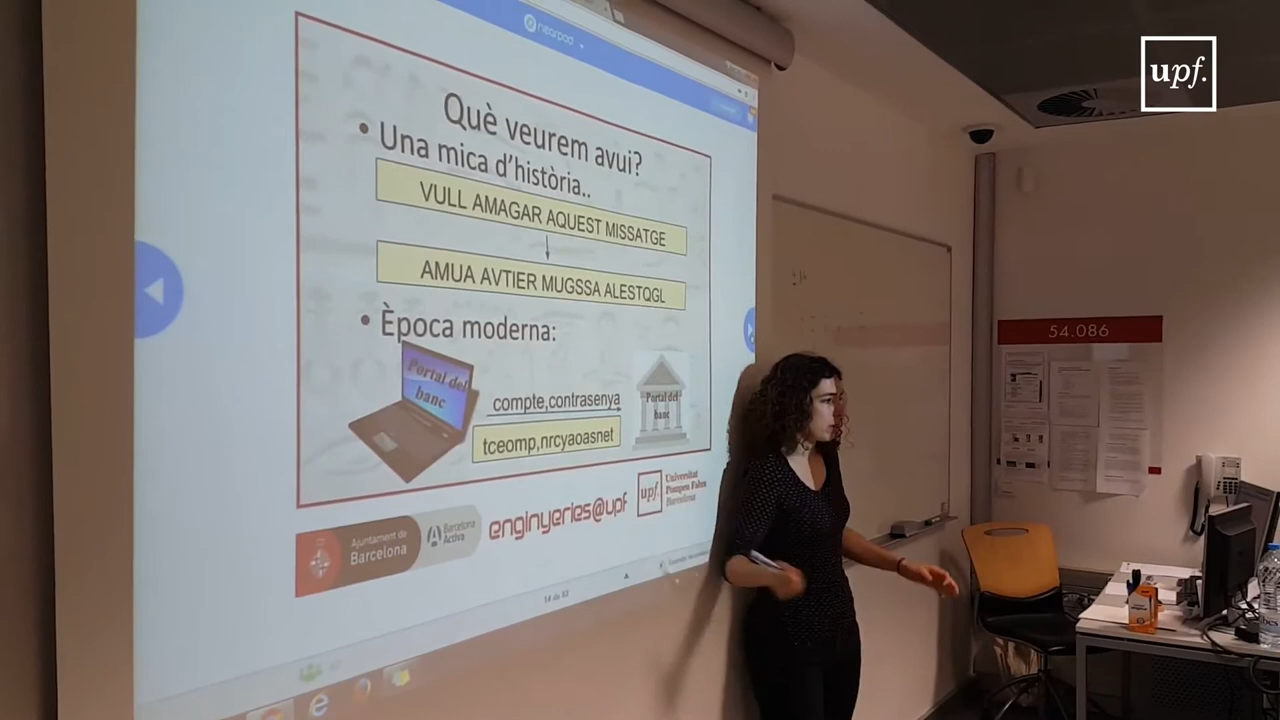 nearpod
upf.
Què veurem avui?
• Una mica d'història..
VULL AMAGAR AQUEST MISSATGE
AMUA AVTIER MUGSSA ALESTQGL
• Època moderna:
Portal del
banc
compte,contrasenya
tceomp,nrcyaoasnet
Portal del
banc
Ajuntament de
Barcelona
Barcelona
Activa
enginyeries@upf
upf.
Universitat
Pompeu Fabra
Barcelona
54.086